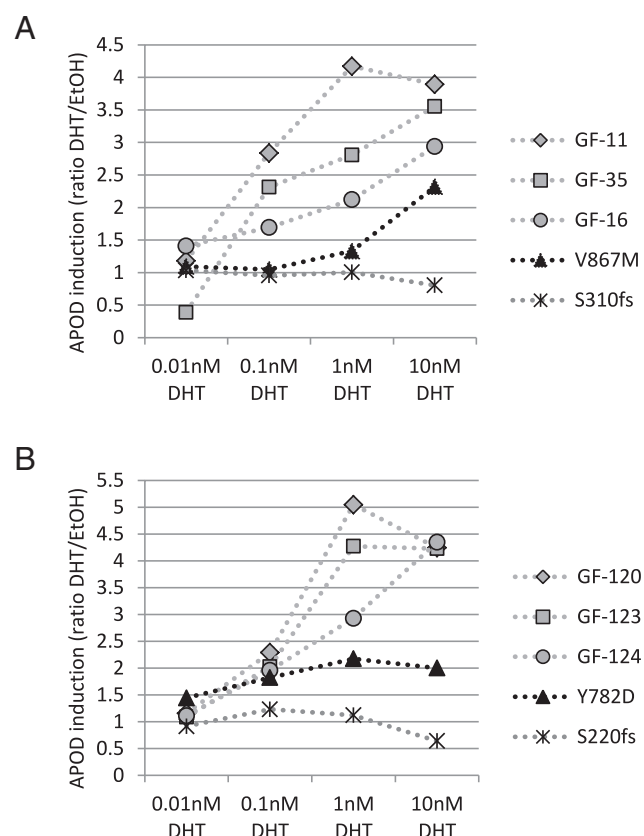 A
APOD induction (ratio DHT/EtOH)
4.5
4
3.5
3
2.5
2
1.5
1
0.5
0
0.01nM DHT
0.1nM DHT
1nM DHT
10nM DHT
GF-11
GF-35
GF-16
V867M
S310fs
B
APOD induction (ratio DHT/EtOH)
5.5
5
4.5
4
3.5
3
2.5
2
1.5
1
0.5
0
0.01nM DHT
0.1nM DHT
1nM DHT
10nM DHT
GF-120
GF-123
GF-124
Y782D
S220fs